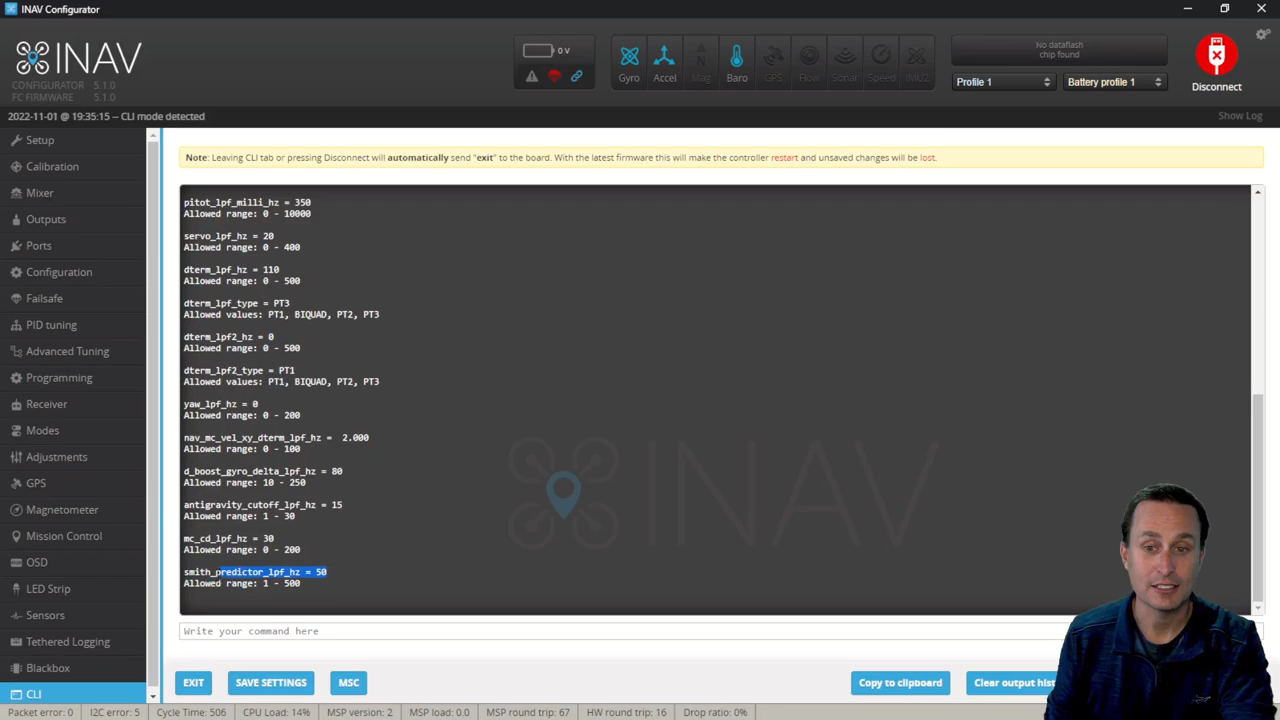 INAV Configurator
INAV
CONFIGURATOR 5.1.0
FC FIRMWARE 5.1.0
0 V
Gyro Accel Mag Baro GPS Flow Sonar Speed IMU2
No dataflash
chip found
Profile 1 Battery profile 1
Disconnect
2022-11-01 @ 19:35:15 -- CLI mode detected Show Log
Setup
Calibration
Mixer
Outputs
Ports
Configuration
Failsafe
PID tuning
Advanced Tuning
Programming
Receiver
Modes
Adjustments
GPS
Magnetometer
Mission Control
OSD
LED Strip
Sensors
Tethered Logging
Blackbox
CLI
Note: Leaving CLI tab or pressing Disconnect will automatically send "exit" to the board. With the latest firmware this will make the controller restart and unsaved changes will be lost.
pitot_lpf_milli_hz = 350
Allowed range: 0 - 10000
servo_lpf_hz = 20
Allowed range: 0 - 400
dterm_lpf_hz = 110
Allowed range: 0 - 500
dterm_lpf_type = PT3
Allowed values: PT1, BIQUAD, PT2, PT3
dterm_lpf2_hz = 0
Allowed range: 0 - 500
dterm_lpf2_type = PT1
Allowed values: PT1, BIQUAD, PT2, PT3
yaw_lpf_hz = 0
Allowed range: 0 - 200
nav_mc_vel_xy_dterm_lpf_hz =  2.000
Allowed range: 0 - 100
d_boost_gyro_delta_lpf_hz = 80
Allowed range: 10 - 250
antigravity_cutoff_lpf_hz = 15
Allowed range: 1 - 30
mc_cd_lpf_hz = 30
Allowed range: 0 - 200
smith_predictor_lpf_hz = 50
Allowed range: 1 - 500
INAV
Write your command here
EXIT SAVE SETTINGS MSC Copy to clipboard Clear output hist
Packet error: 0 I2C error: 5 Cycle Time: 506 CPU Load: 14% MSP version: 2 MSP load: 0.0 MSP round trip: 67 HW round trip: 16 Drop ratio: 0%